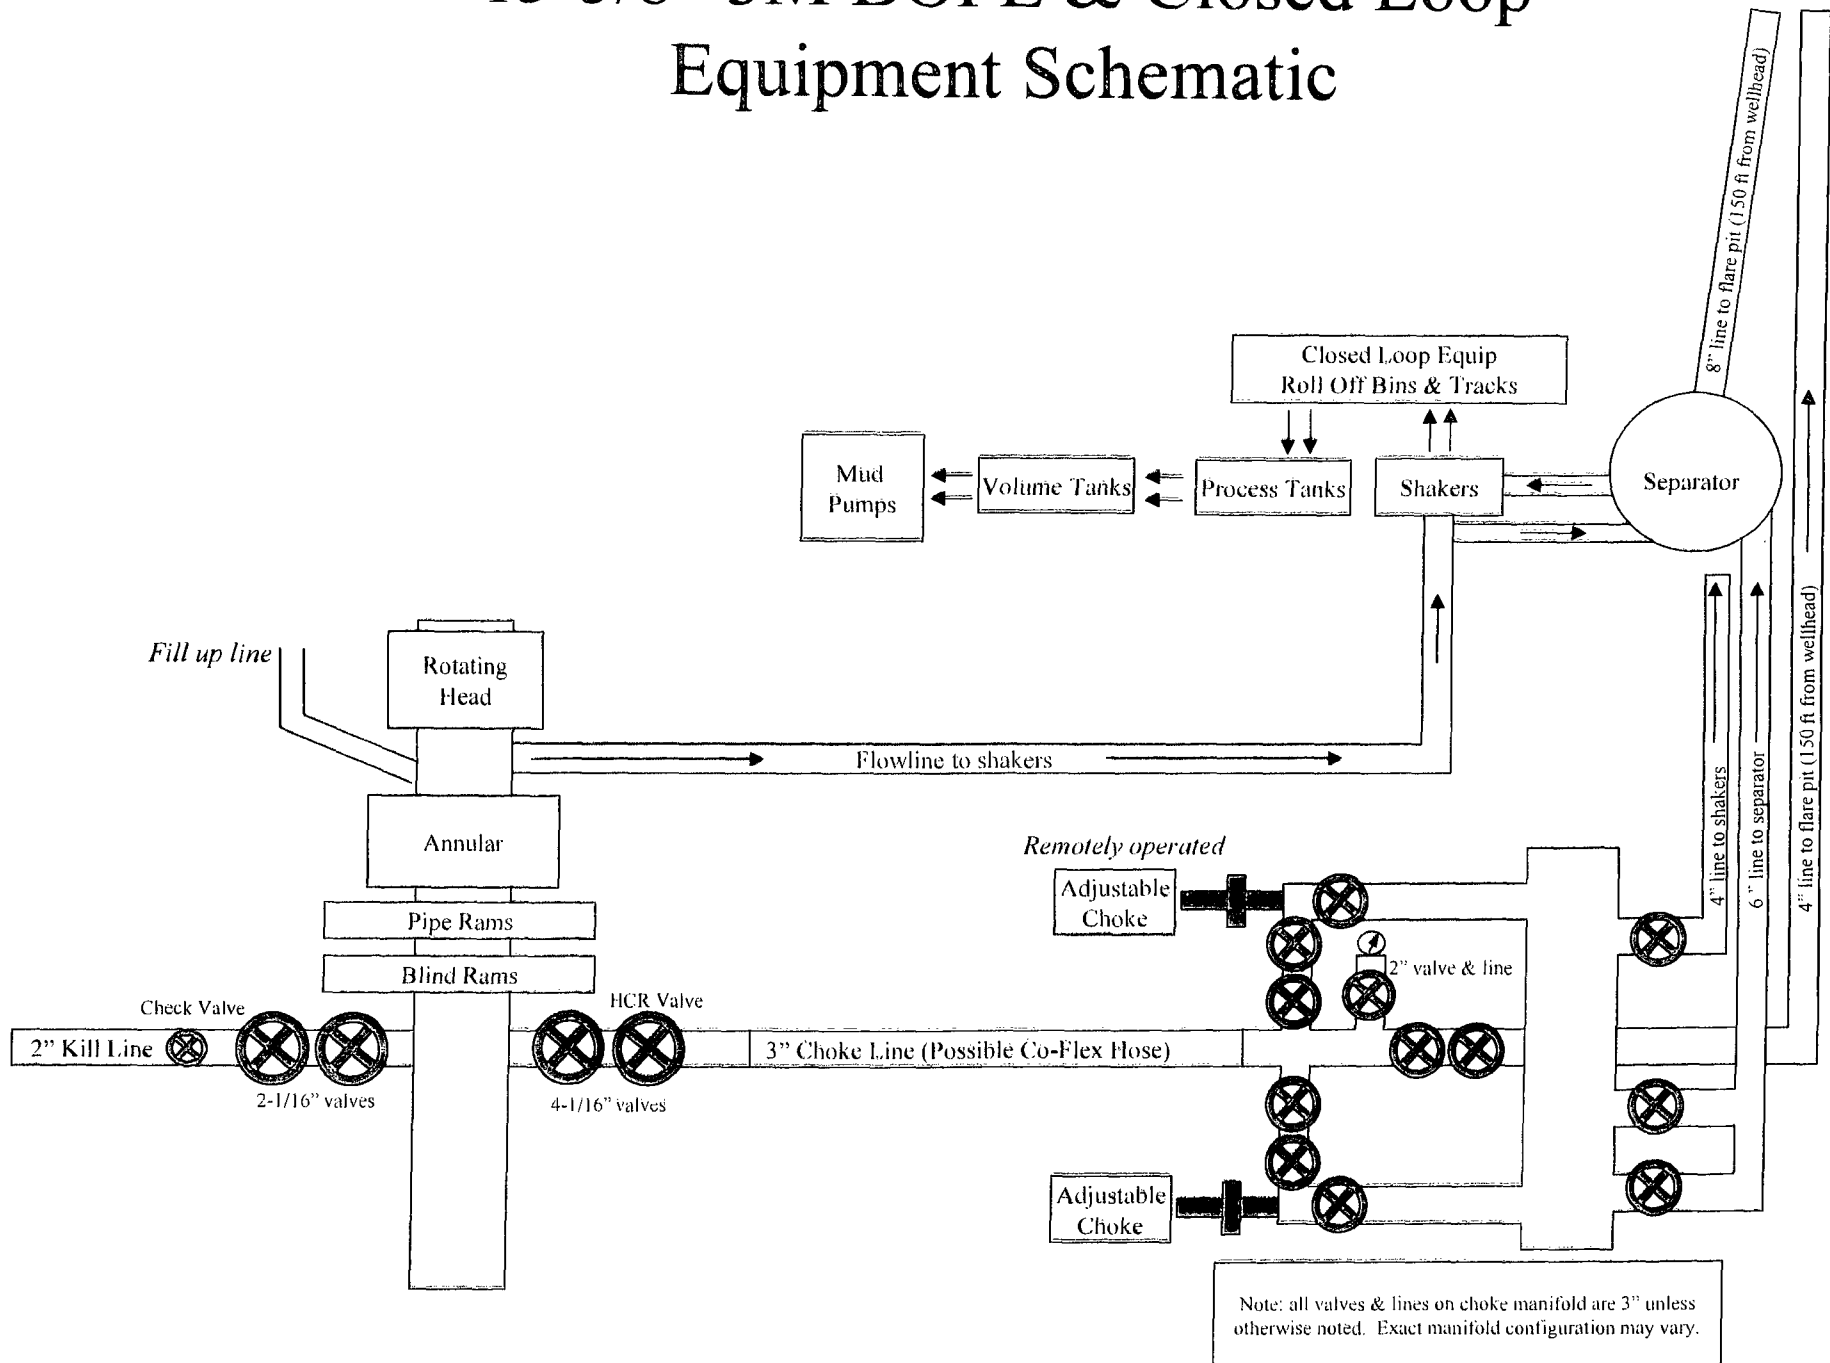 Equipment Schematic
8" line to flare pit (150 ft from wellhead)
Closed Loop Equip
Roll Off Bins & Tracks
Mud
Pumps
Volume Tanks
Process Tanks
Shakers
Separator
Fill up line
Rotating
Head
Flowline to shakers
4" line to shakers
6" line to separator
4" line to flare pit (150 ft from wellhead)
Annular
Remotely operated
Adjustable
Choke
Pipe Rams
Blind Rams
2" valve & line
Check Valve
HCR Valve
2" Kill Line
3" Choke Line (Possible Co-Flex Hose)
2-1/16" valves
4-1/16" valves
Adjustable
Choke
Note: all valves & lines on choke manifold are 3" unless
otherwise noted. Exact manifold configuration may vary.